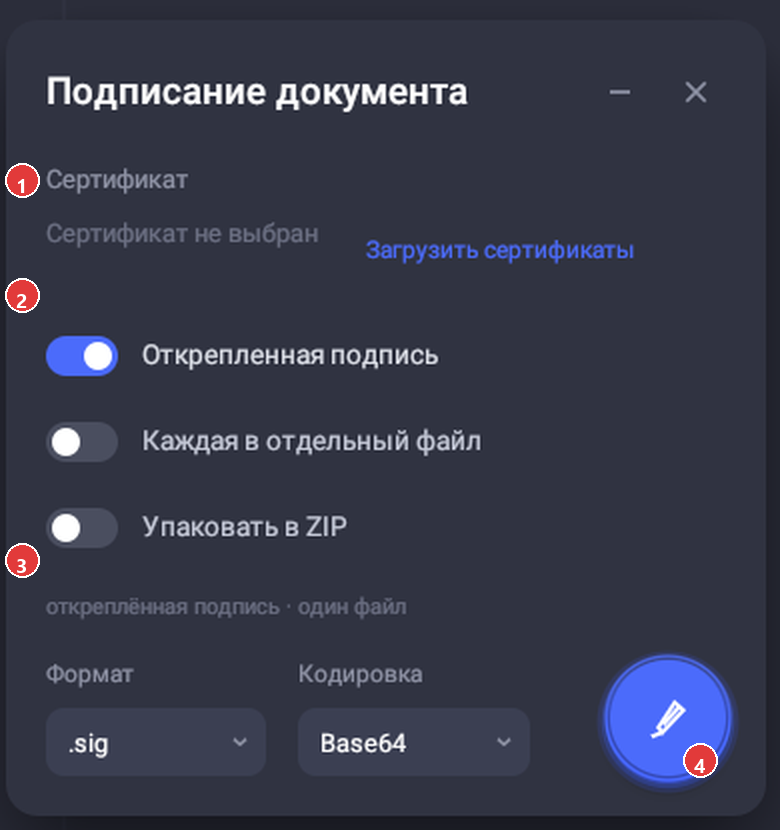 Подписание документа
1 Сертификат
Сертификат не выбран
Загрузить сертификаты
2
Открепленная подпись
Каждая в отдельный файл
Упаковать в ZIP
3
откреплённая подпись · один файл
Формат Кодировка
.sig Base64
4